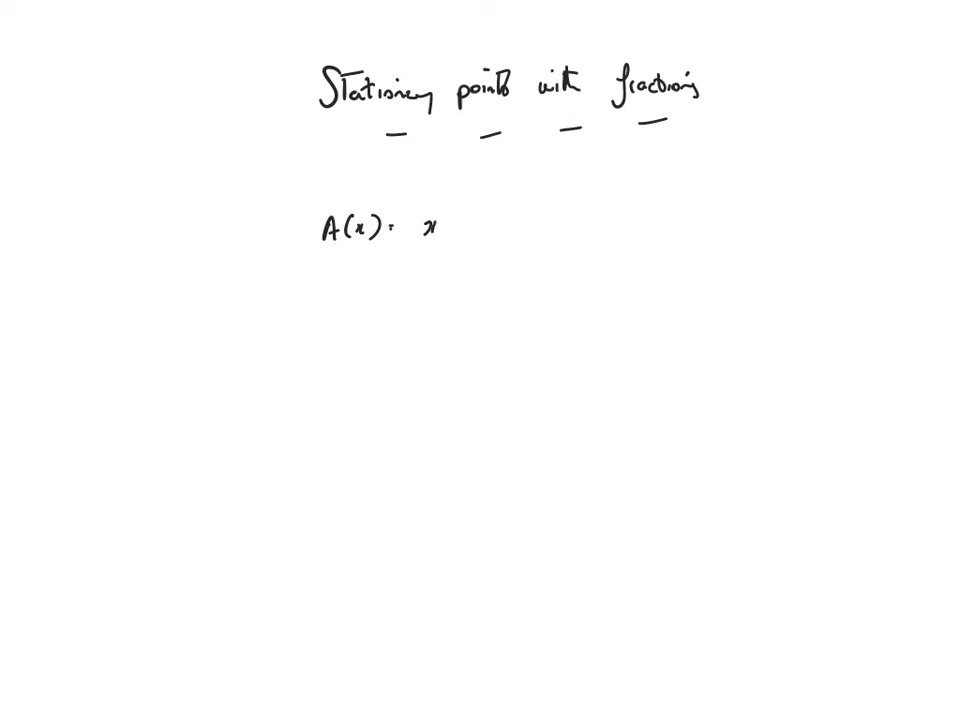 Stationary points with fractions
A(x) = x